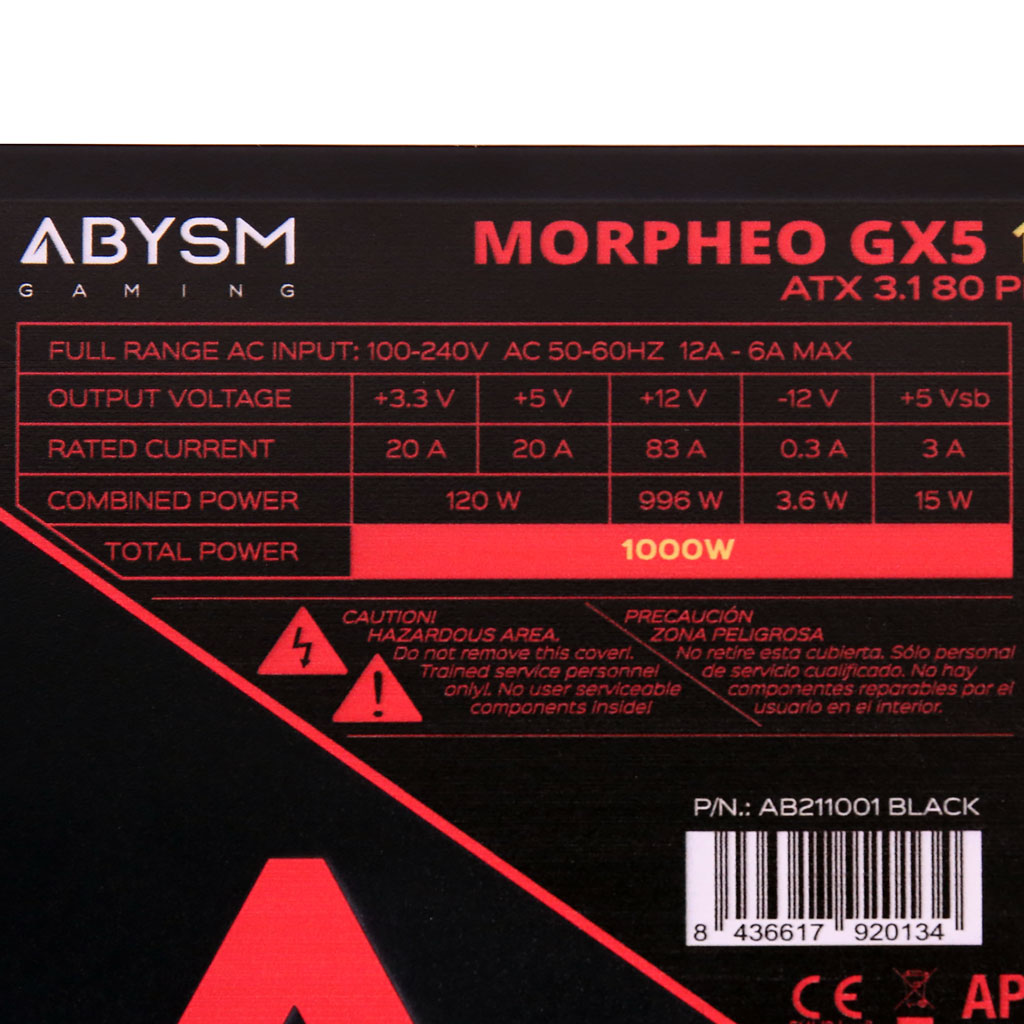 ABYSM
GAMING
MORPHEO GX5
ATX 3.1 80
FULL RANGE AC INPUT: 100-240V AC 50-60HZ 12A - 6A MAX
OUTPUT VOLTAGE +3.3 V +5 V +12 V -12 V +5 Vsb
RATED CURRENT 20 A 20 A 83 A 0.3 A 3 A
COMBINED POWER 120 W 996 W 3.6 W 15 W
TOTAL POWER 1000W
CAUTION!
HAZARDOUS AREA.
Do not remove this cover!.
Trained service personnel
only!. No user serviceable
components inside!
PRECAUCIÓN
ZONA PELIGROSA
No retire esta cubierta. Sólo personal
de servicio cualificado. No hay
componentes reparables por el
usuario en el interior.
P/N.: AB211001 BLACK
8 436617 920134
CE